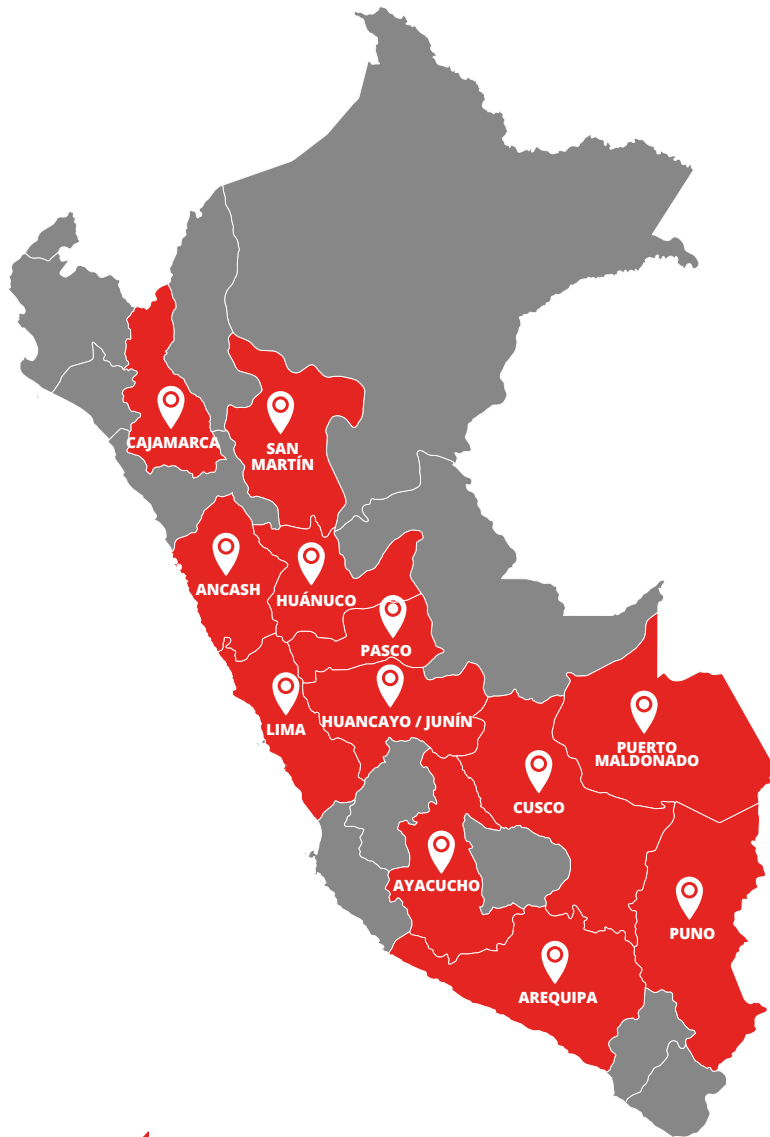 CAJAMARCA
SAN
MARTÍN
ANCASH
HUÁNUCO
PASCO
HUANCAYO / JUNÍN
LIMA
PUERTO
MALDONADO
CUSCO
AYACUCHO
PUNO
AREQUIPA